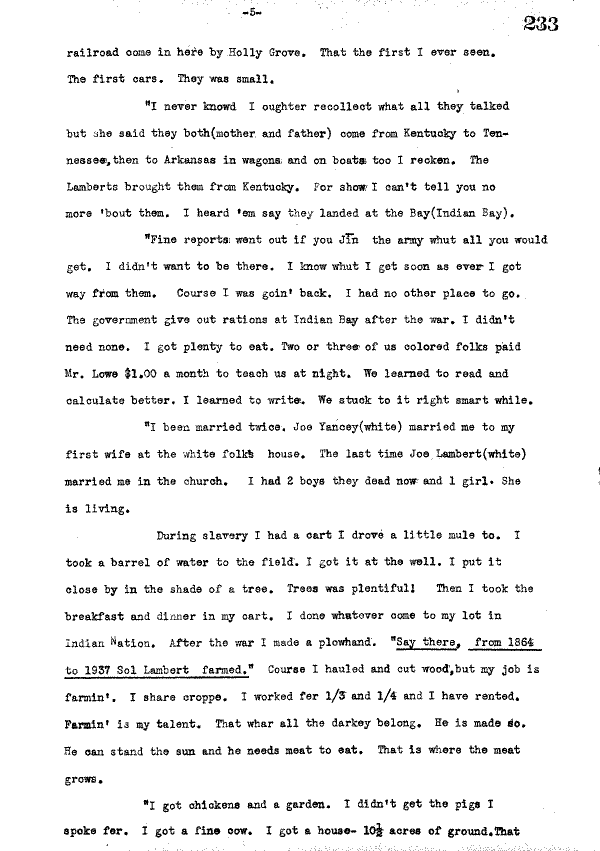 -5-
233
railroad come in here by Holly Grove. That the first I ever seen.
The first cars. They was small.
"I never knowd I oughter recollect what all they talked
but she said they both(mother and father) come from Kentucky to Ten-
nessee,then to Arkansas in wagons and on boats too I recken. The
Lamberts brought them from Kentucky. For show I can't tell you no
more 'bout them. I heard 'em say they landed at the Bay(Indian Bay).
"Fine reports went out if you Jin the army whut all you would
get. I didn't want to be there. I know whut I get soon as ever I got
way from them. Course I was goin' back. I had no other place to go.
The government give out rations at Indian Bay after the war. I didn't
need none. I got plenty to eat. Two or three of us colored folks paid
Mr. Lowe $1.00 a month to teach us at night. We learned to read and
calculate better. I learned to write. We stuck to it right smart while.
"I been married twice. Joe Yancey(white) married me to my
first wife at the white folks house. The last time Joe Lambert(white)
married me in the church. I had 2 boys they dead now and 1 girl. She
is living.
During slavery I had a cart I drove a little mule to. I
took a barrel of water to the field. I got it at the well. I put it
close by in the shade of a tree. Trees was plentiful! Then I took the
breakfast and dinner in my cart. I done whatever come to my lot in
Indian Nation. After the war I made a plowhand. "Say there, from 1864
to 1937 Sol Lambert farmed." Course I hauled and cut wood,but my job is
farmin'. I share croppe. I worked fer 1/3 and 1/4 and I have rented.
Farmin' is my talent. That whar all the darkey belong. He is made so.
He can stand the sun and he needs meat to eat. That is where the meat
grows.
"I got chickens and a garden. I didn't get the pigs I
spoke fer. I got a fine cow. I got a house- 10½ acres of ground.That